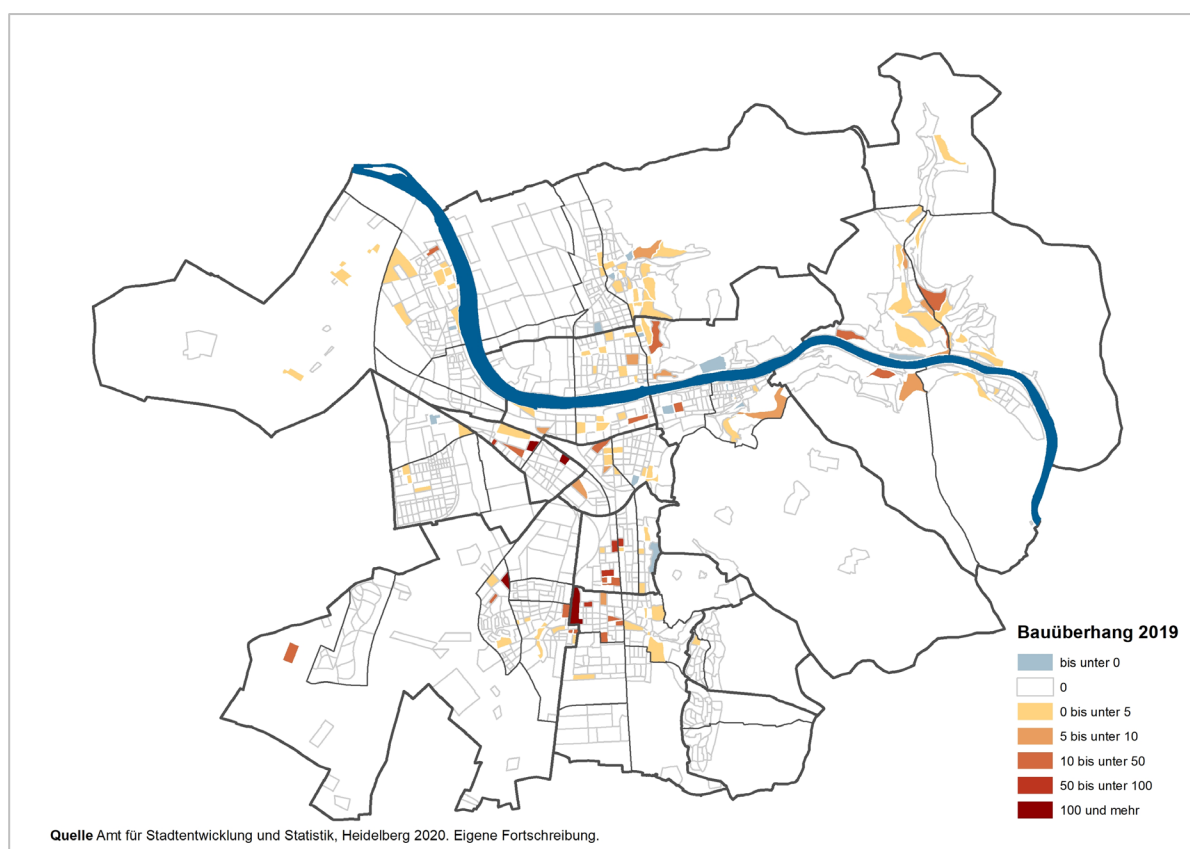 Bauüberhang 2019
bis unter 0
0
0 bis unter 5
5 bis unter 10
10 bis unter 50
50 bis unter 100
100 und mehr
Quelle Amt für Stadtentwicklung und Statistik, Heidelberg 2020. Eigene Fortschreibung.